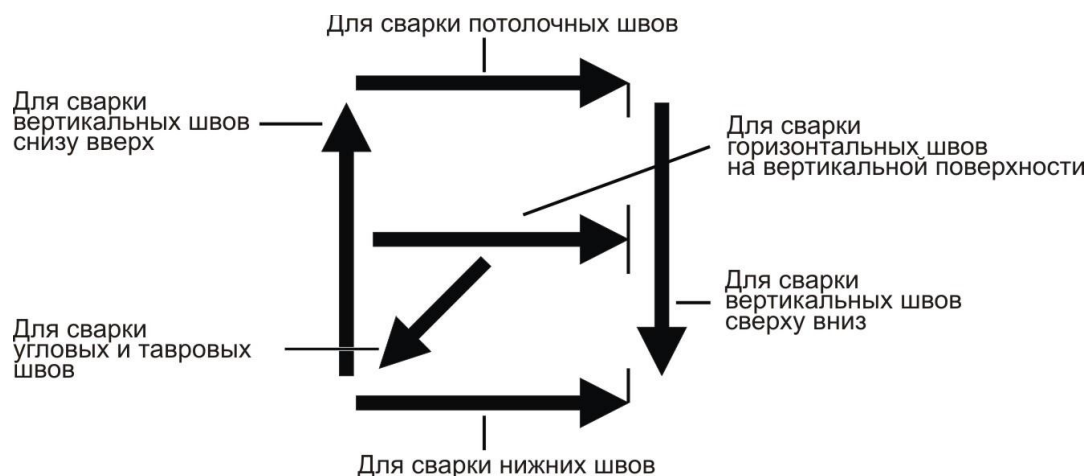 Для сварки потолочных швов
Для сварки
вертикальных швов
снизу вверх
Для сварки
горизонтальных швов
на вертикальной поверхности
Для сварки
вертикальных швов
сверху вниз
Для сварки
угловых и тавровых
швов
Для сварки нижних швов